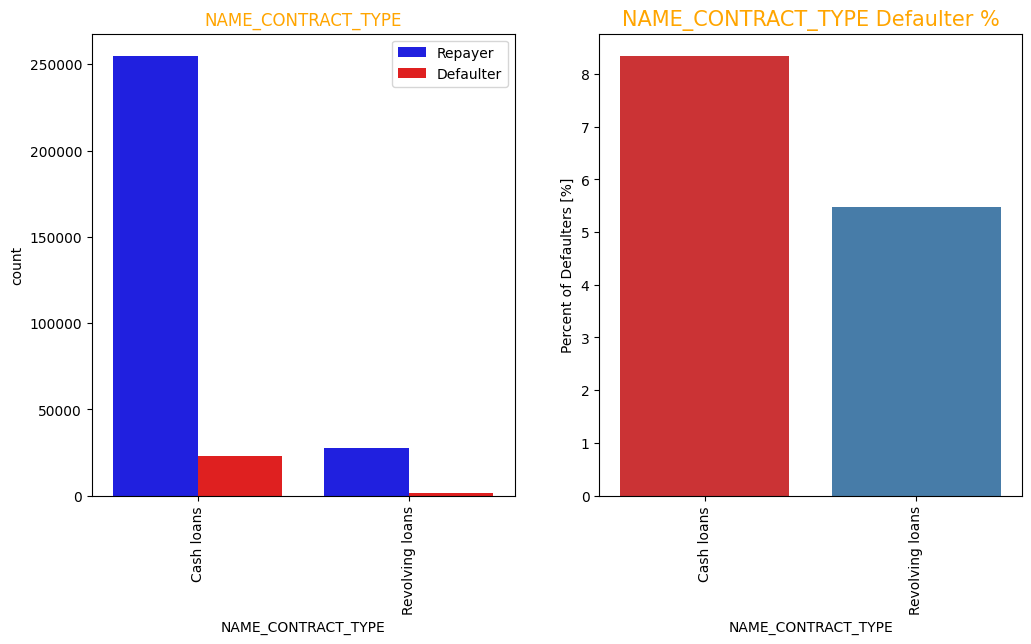 NAME_CONTRACT_TYPE
Repayer
Defaulter
count
250000
200000
150000
100000
50000
0
Cash loans
Revolving loans
NAME_CONTRACT_TYPE
NAME_CONTRACT_TYPE Defaulter %
Percent of Defaulters [%]
8
7
6
5
4
3
2
1
0
Cash loans
Revolving loans
NAME_CONTRACT_TYPE